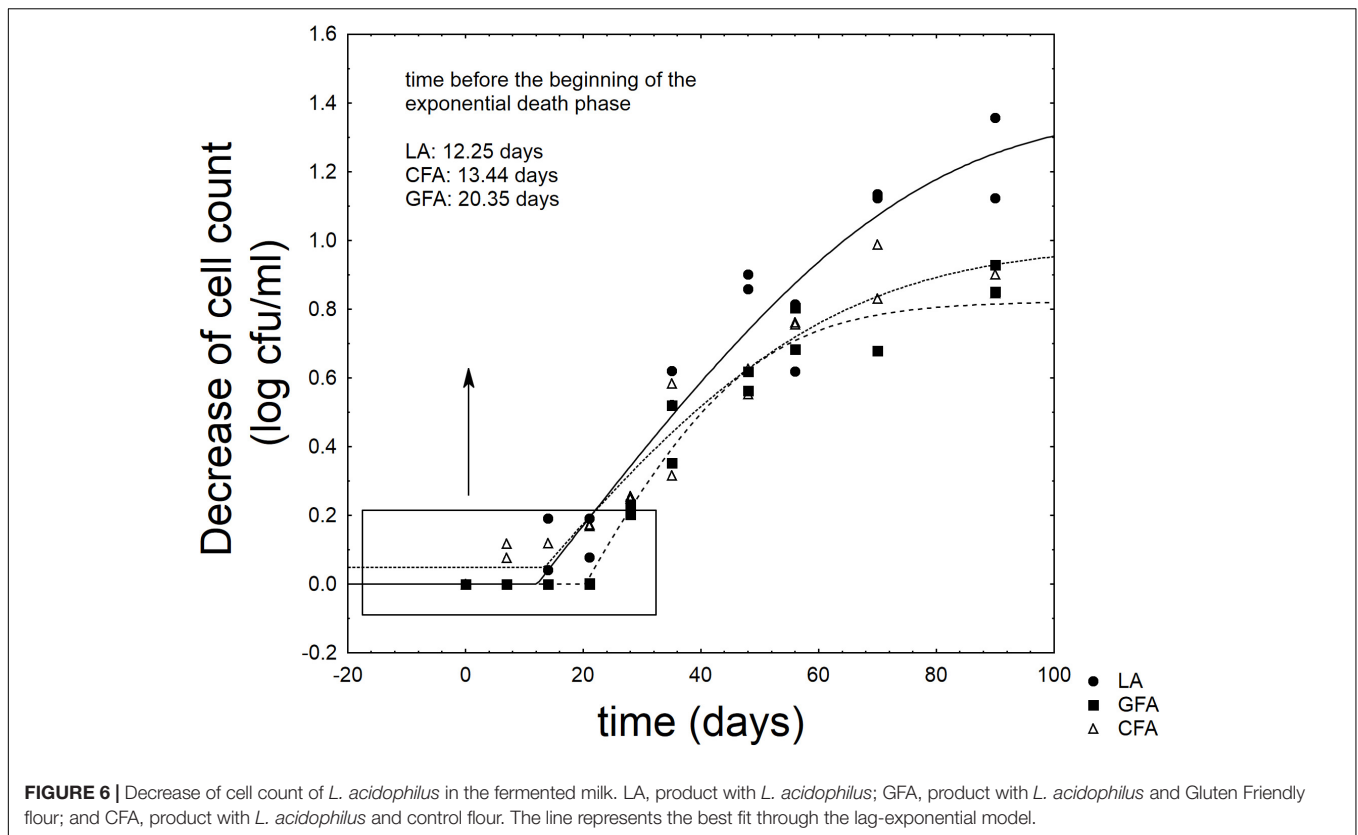 1.6
1.4
1.2
1.0
0.8
0.6
0.4
0.2
0.0
-0.2
Decrease of cell count
(log cfu/ml)
time before the beginning of the
exponential death phase
LA: 12.25 days
CFA: 13.44 days
GFA: 20.35 days
-20 0 20 40 60 80 100
time (days)
LA
GFA
CFA
FIGURE 6 | Decrease of cell count of L. acidophilus in the fermented milk. LA, product with L. acidophilus; GFA, product with L. acidophilus and Gluten Friendly
flour; and CFA, product with L. acidophilus and control flour. The line represents the best fit through the lag-exponential model.